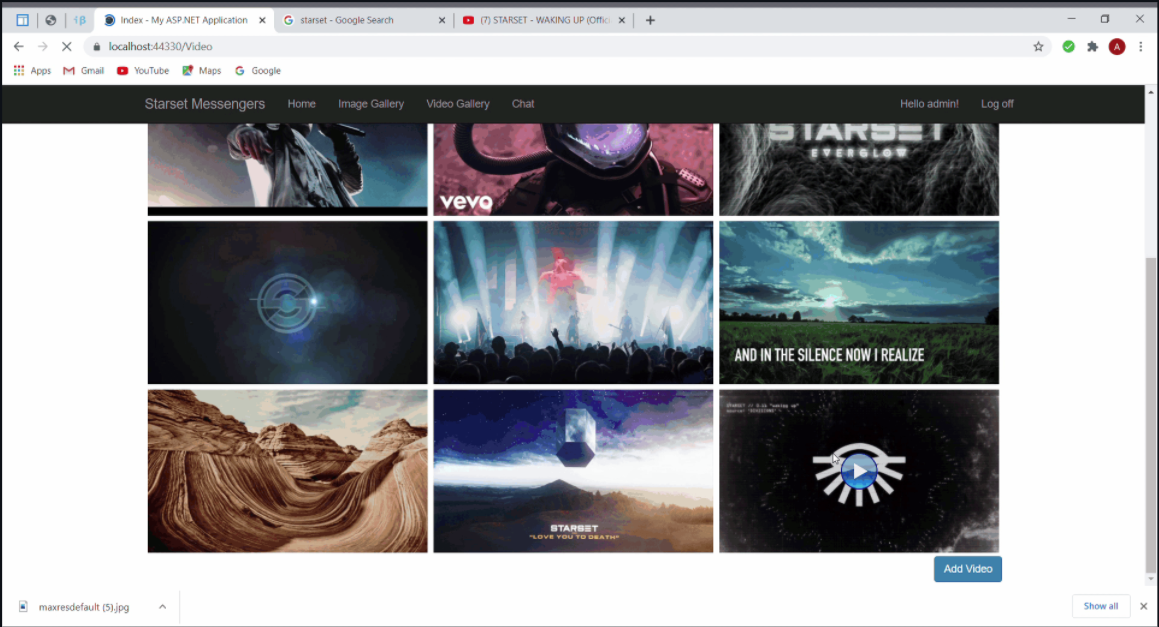 Index - My ASP.NET Application
starset - Google Search
(7) STARSET - WAKING UP (Offici
localhost:44330/Video
A
Apps
Gmail
YouTube
Maps
Google
Starset Messengers
Home
Image Gallery
Video Gallery
Chat
Hello admin!
Log off
vevo
STARSET
EVERGLOW
AND IN THE SILENCE NOW I REALIZE
STARSET
"LOVE YOU TO DEATH"
Add Video
maxresdefault (5).jpg
Show all